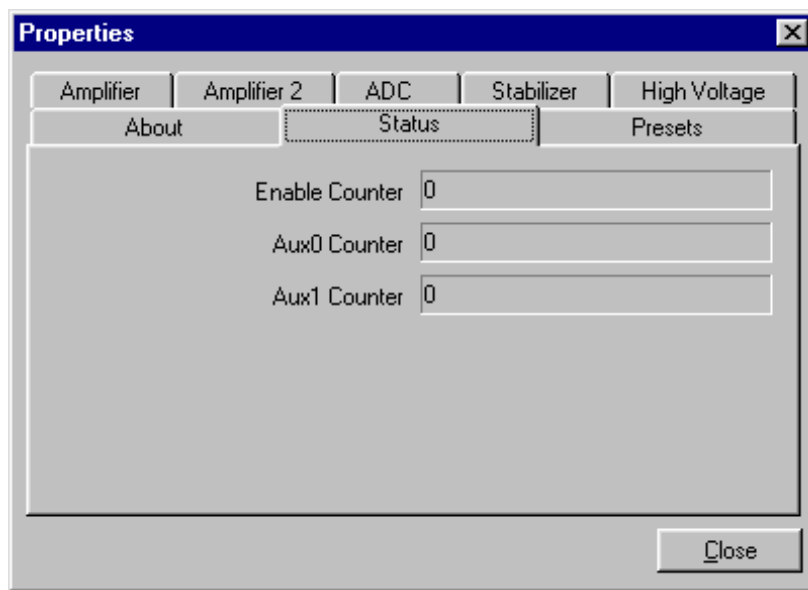 Properties
Amplifier Amplifier 2 ADC Stabilizer High Voltage
About Status Presets
Enable Counter 0
Aux0 Counter 0
Aux1 Counter 0
Close